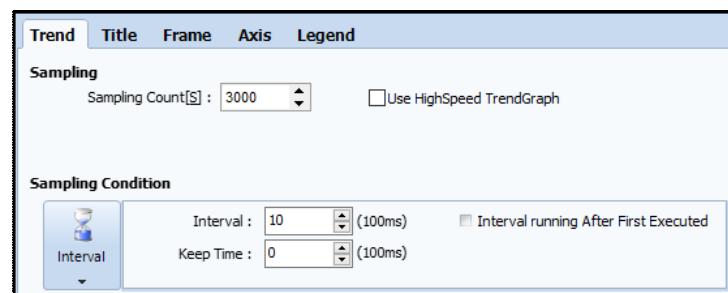 Trend Title Frame Axis Legend
Sampling
Sampling Count[S] : 3000 Use HighSpeed TrendGraph
Sampling Condition
Interval : 10 (100ms) Interval running After First Executed
Interval Keep Time : 0 (100ms)